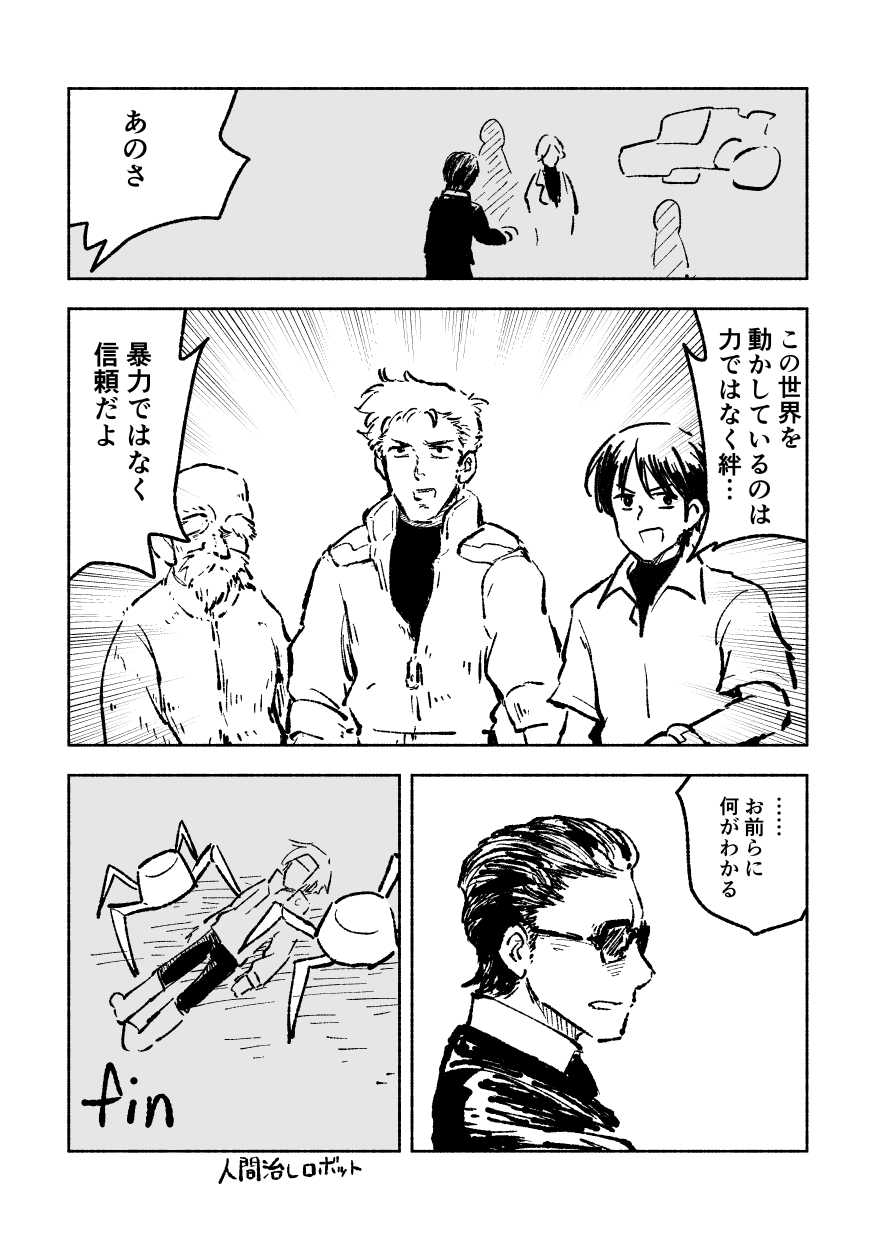 あのさ
この世界を
動かしているのは
力ではなく絆…
暴力ではなく
信頼だよ
……
お前らに
何がわかる
fin
人間治しロボット